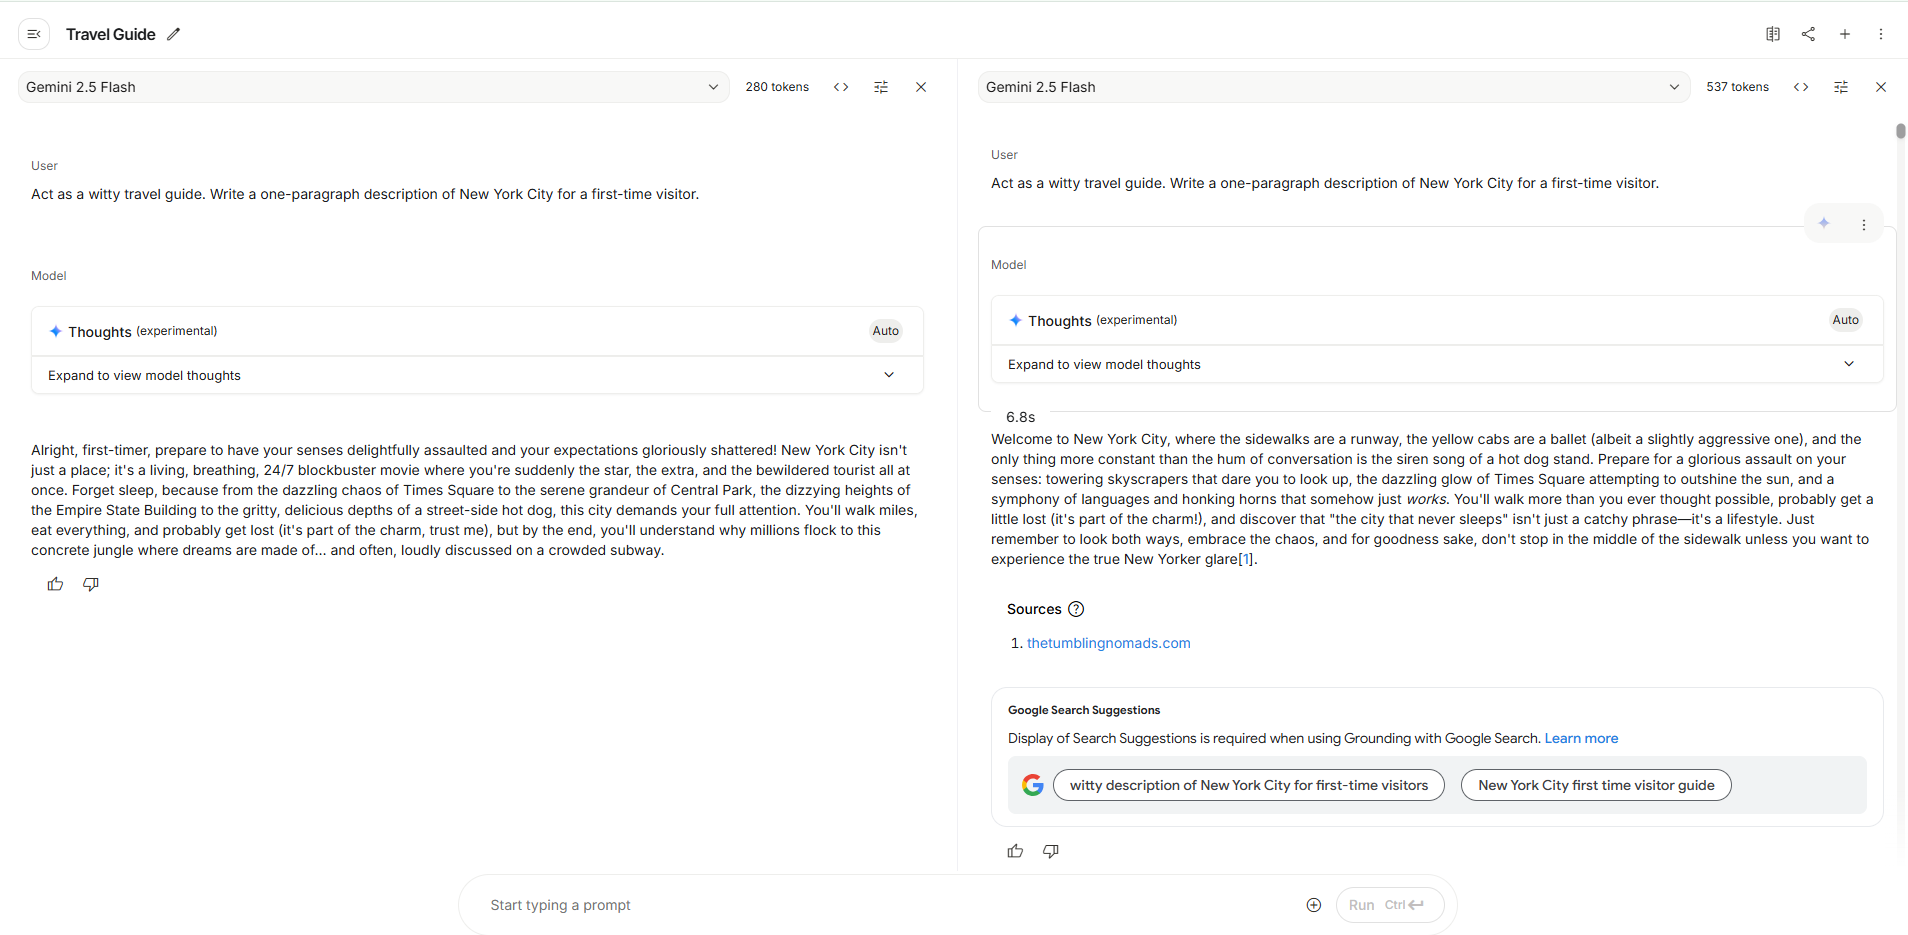 Travel Guide
Gemini 2.5 Flash
280 tokens
User
Act as a witty travel guide. Write a one-paragraph description of New York City for a first-time visitor.
Model
Thoughts (experimental)
Auto
Expand to view model thoughts
Alright, first-timer, prepare to have your senses delightfully assaulted and your expectations gloriously shattered! New York City isn't
just a place; it's a living, breathing, 24/7 blockbuster movie where you're suddenly the star, the extra, and the bewildered tourist all at
once. Forget sleep, because from the dazzling chaos of Times Square to the serene grandeur of Central Park, the dizzying heights of
the Empire State Building to the gritty, delicious depths of a street-side hot dog, this city demands your full attention. You'll walk miles,
eat everything, and probably get lost (it's part of the charm, trust me), but by the end, you'll understand why millions flock to this
concrete jungle where dreams are made of... and often, loudly discussed on a crowded subway.
Gemini 2.5 Flash
537 tokens
User
Act as a witty travel guide. Write a one-paragraph description of New York City for a first-time visitor.
Model
Thoughts (experimental)
Auto
Expand to view model thoughts
6.8s
Welcome to New York City, where the sidewalks are a runway, the yellow cabs are a ballet (albeit a slightly aggressive one), and the
only thing more constant than the hum of conversation is the siren song of a hot dog stand. Prepare for a glorious assault on your
senses: towering skyscrapers that dare you to look up, the dazzling glow of Times Square attempting to outshine the sun, and a
symphony of languages and honking horns that somehow just works. You'll walk more than you ever thought possible, probably get a
little lost (it's part of the charm!), and discover that "the city that never sleeps" isn't just a catchy phrase—it's a lifestyle. Just
remember to look both ways, embrace the chaos, and for goodness sake, don't stop in the middle of the sidewalk unless you want to
experience the true New Yorker glare[1].
Sources
1. thetumblingnomads.com
Google Search Suggestions
Display of Search Suggestions is required when using Grounding with Google Search. Learn more
witty description of New York City for first-time visitors
New York City first time visitor guide
Start typing a prompt
Run Ctrl